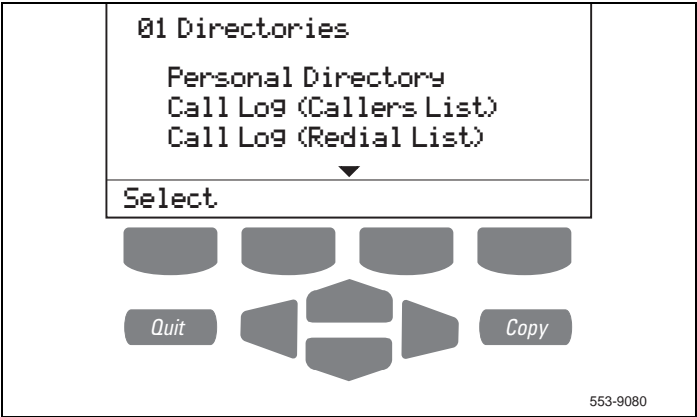 01 Directories
Personal Directory
Call Log (Callers List)
Call Log (Redial List)
Select
Quit
Copy
553-9080